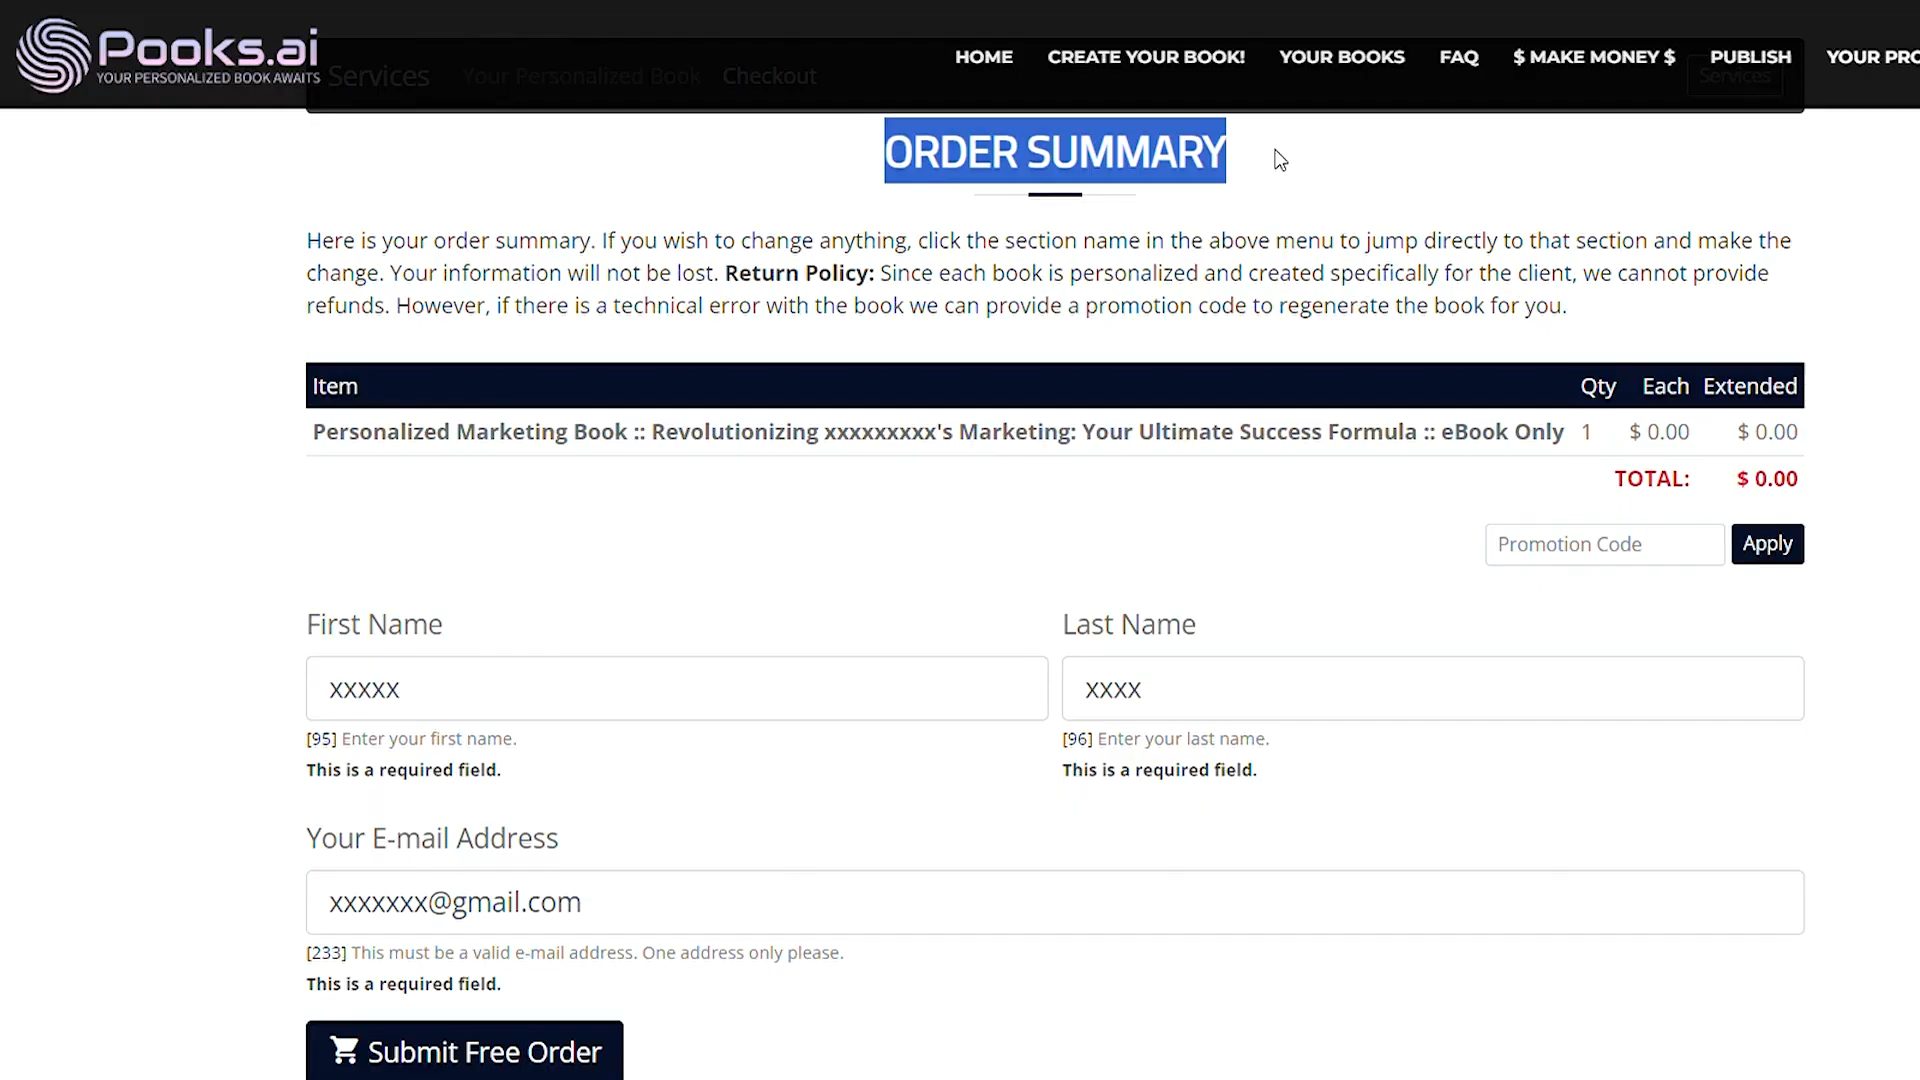 Pooks.ai
YOUR PERSONALIZED BOOK AWAITS
HOME CREATE YOUR BOOK! YOUR BOOKS FAQ $ MAKE MONEY $ PUBLISH YOUR PRO
Services Your Personalized Book Checkout Services
ORDER SUMMARY
Here is your order summary. If you wish to change anything, click the section name in the above menu to jump directly to that section and make the
change. Your information will not be lost. Return Policy: Since each book is personalized and created specifically for the client, we cannot provide
refunds. However, if there is a technical error with the book we can provide a promotion code to regenerate the book for you.
Item Qty Each Extended
Personalized Marketing Book :: Revolutionizing xxxxxxxxx's Marketing: Your Ultimate Success Formula :: eBook Only 1 $ 0.00 $ 0.00
TOTAL: $ 0.00
Promotion Code Apply
First Name Last Name
xxxxx xxxx
[95] Enter your first name. [96] Enter your last name.
This is a required field. This is a required field.
Your E-mail Address
xxxxxxx@gmail.com
[233] This must be a valid e-mail address. One address only please.
This is a required field.
Submit Free Order